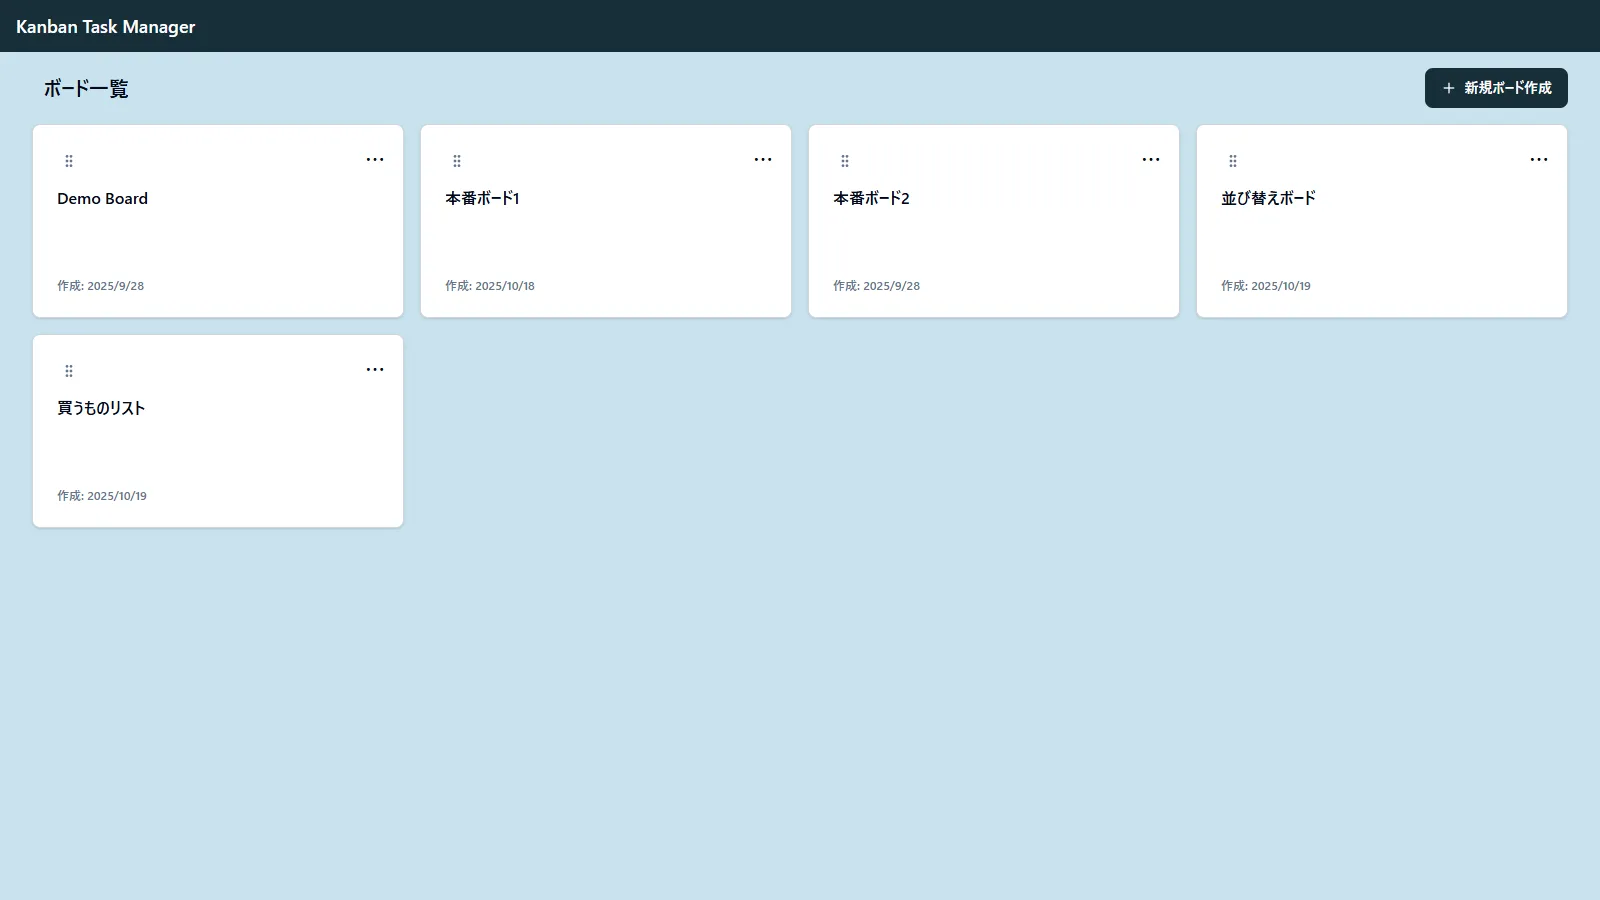 Kanban Task Manager
ボード一覧
新規ボード作成
Demo Board
作成: 2025/9/28
本番ボード1
作成: 2025/10/18
本番ボード2
作成: 2025/9/28
並び替えボード
作成: 2025/10/19
買うものリスト
作成: 2025/10/19